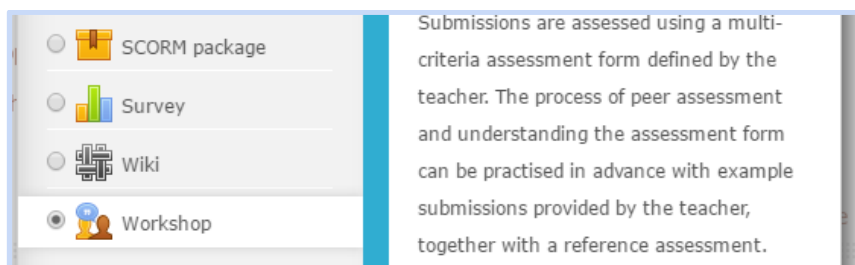 SCORM package
Survey
Wiki
Workshop
Submissions are assessed using a multi-
criteria assessment form defined by the
teacher. The process of peer assessment
and understanding the assessment form
can be practised in advance with example
submissions provided by the teacher,
together with a reference assessment.